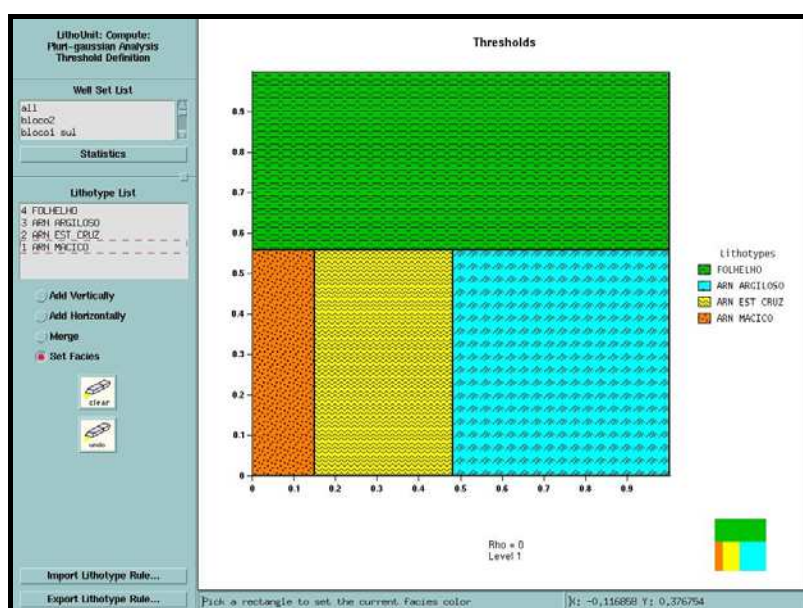 LithoUnit: Compute:
Pluri-gaussian Analysis
Threshold Definition
Well Set List
all
bloco2
bloco1 sul
Statistics
Lithotype List
4 FOLHELHO
3 ARN ARGILOSO
2 ARN EST CRUZ
1 ARN MACICO
Add Vertically
Add Horizontally
Merge
Set Facies
clear
undo
Import Lithotype Rule...
Export Lithotype Rule...
Thresholds
0.9
0.8
0.7
0.6
0.5
0.4
0.3
0.2
0.1
0
0 0.1 0.2 0.3 0.4 0.5 0.6 0.7 0.8 0.9
Lithotypes
FOLHELHO
ARN ARGILOSO
ARN EST CRUZ
ARN MACICO
Rho = 0
Level 1
Pick a rectangle to set the current facies color
X: -0,116858 Y: 0,376754